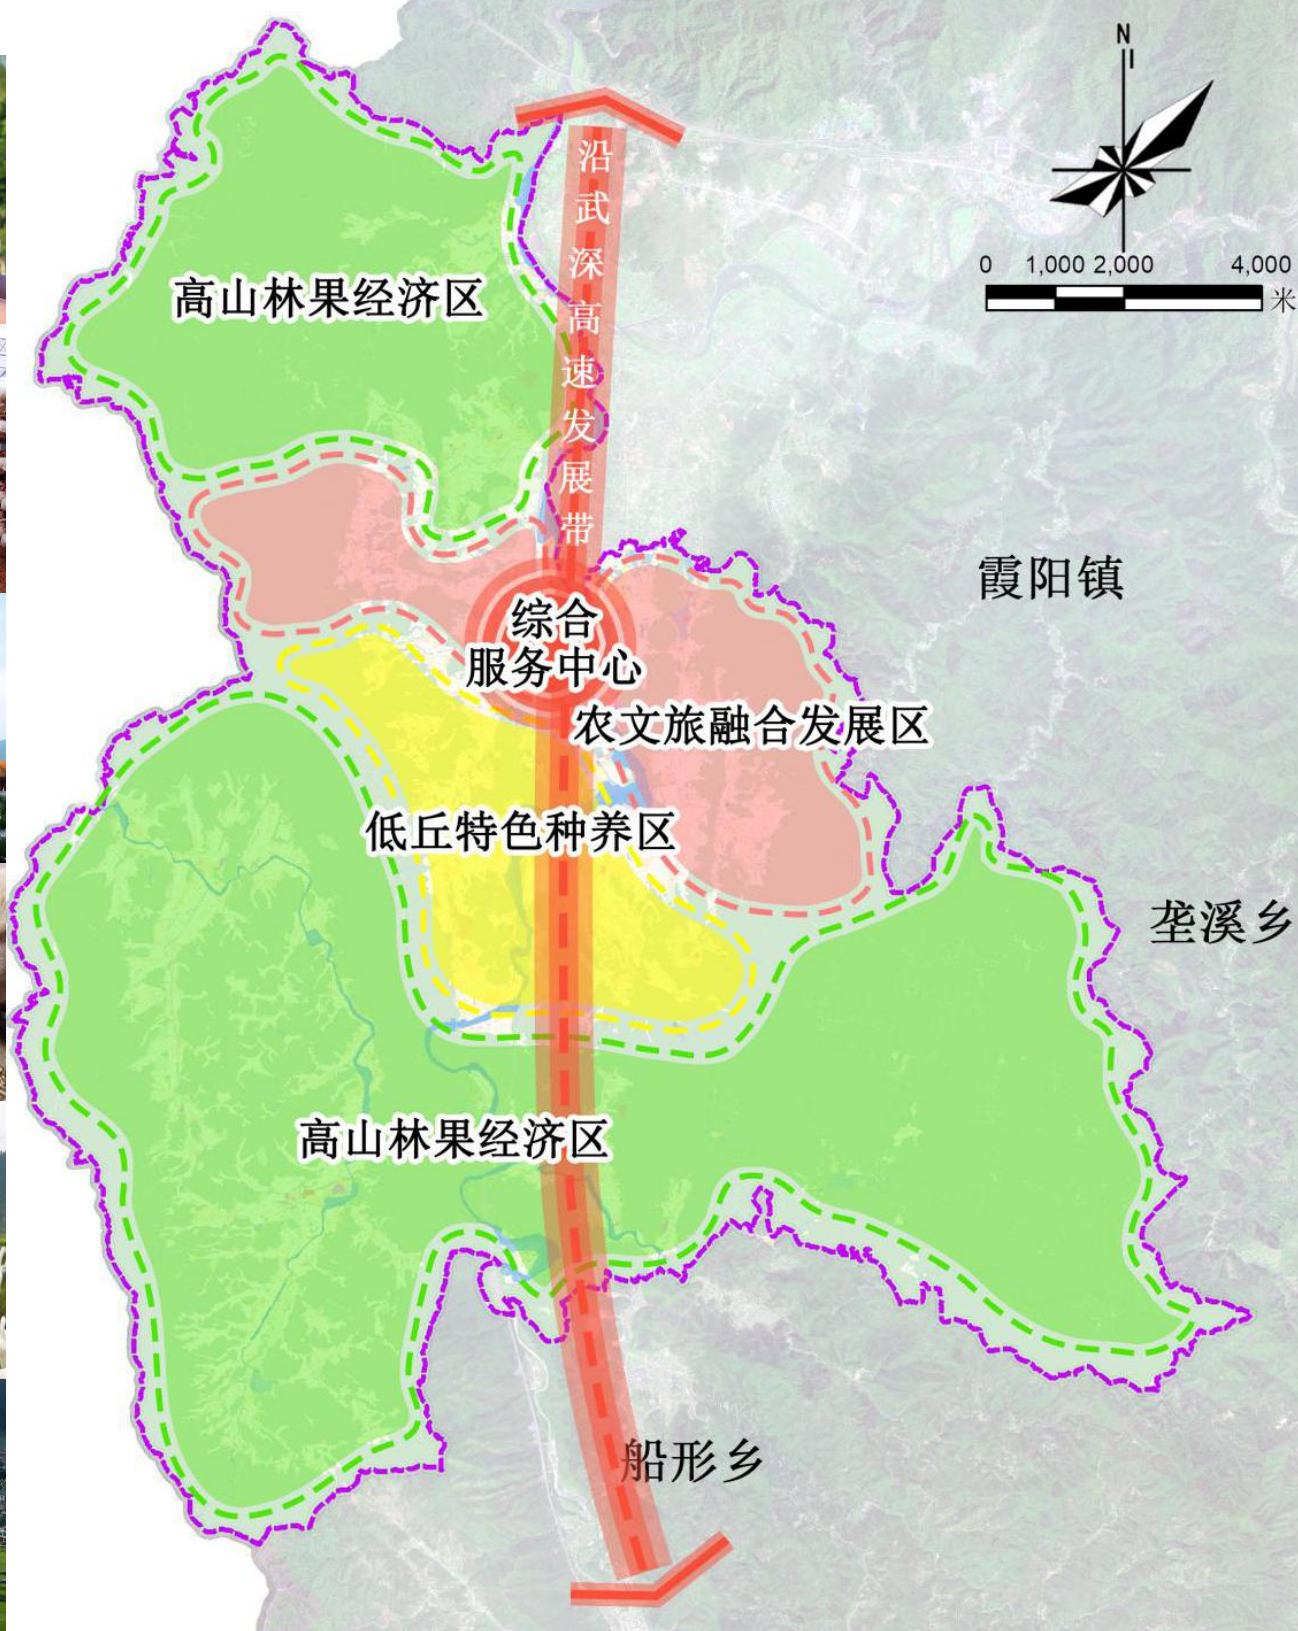 N
0 1,000 2,000 4,000
米
沿武深高速发展带
高山林果经济区
霞阳镇
综合
服务中心
农文旅融合发展区
低丘特色种养区
垄溪乡
高山林果经济区
船形乡